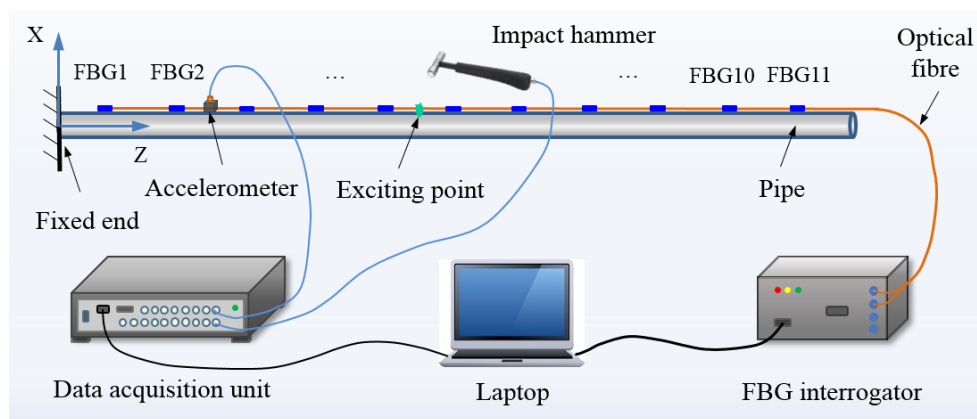 X
Impact hammer
Optical
fibre
FBG1
FBG2
...
...
FBG10
FBG11
Z
Accelerometer
Exciting point
Pipe
Fixed end
Data acquisition unit
Laptop
FBG interrogator